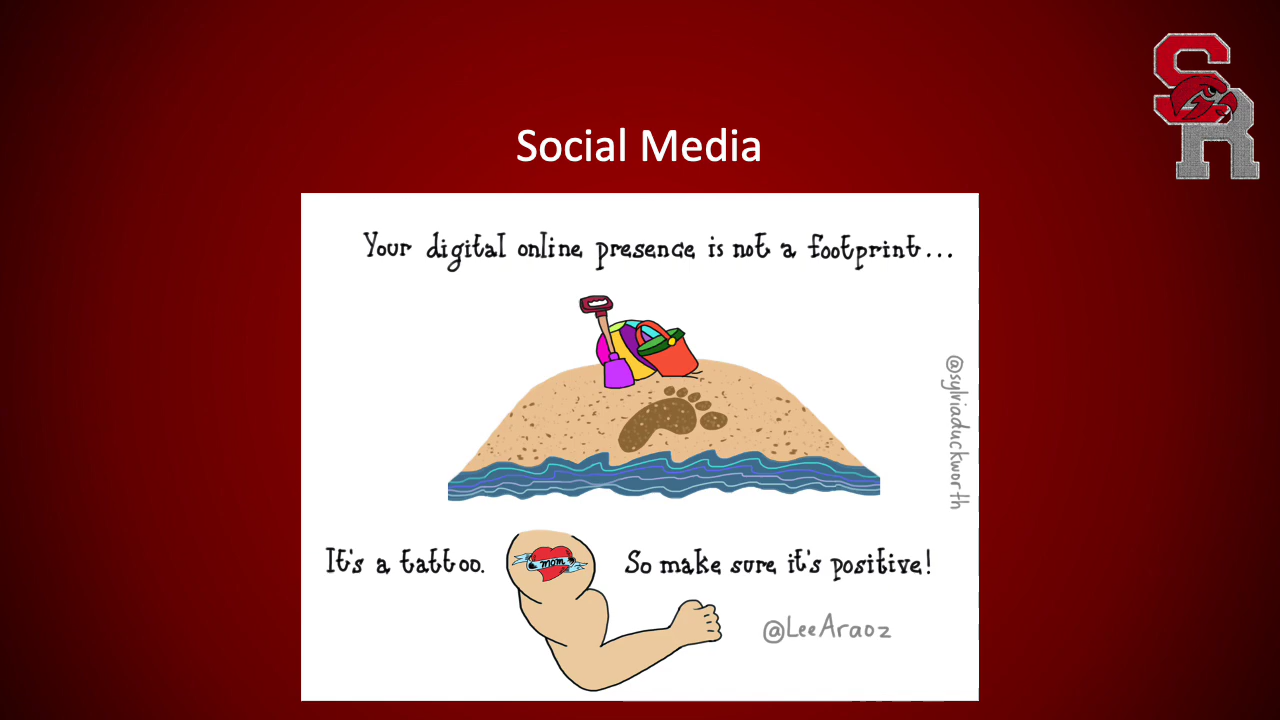 SR
Social Media
Your digital online presence is not a footprint...
@sylviaduckworth
mom
It's a tattoo. So make sure it's positive!
@LeeAraoz